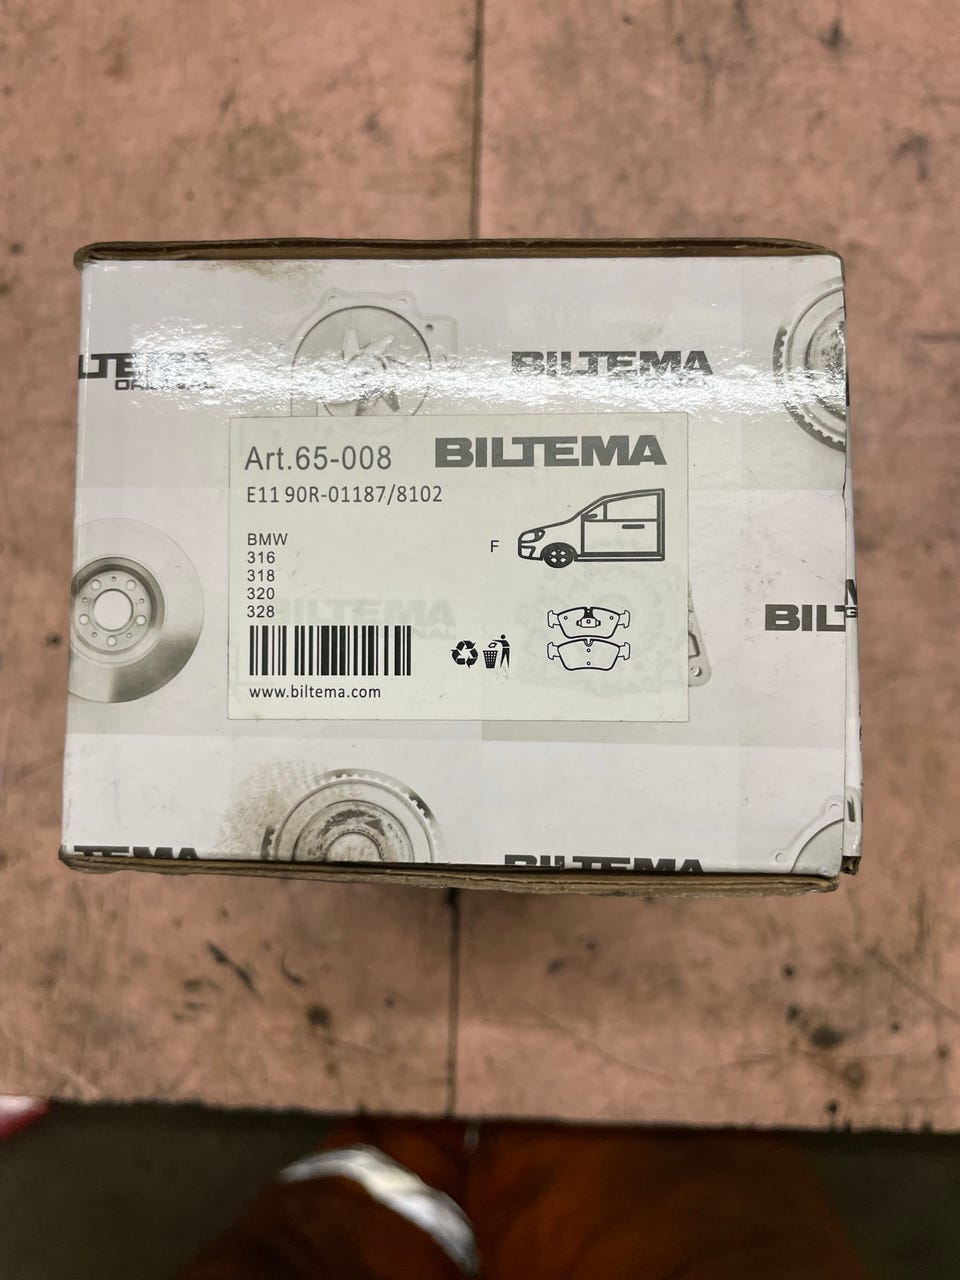 BILTEMA
BILTEMA
Art.65-008
BILTEMA
E11 90R-01187/8102
BMW
316
F
318
320
328
BILTEMA
www.biltema.com